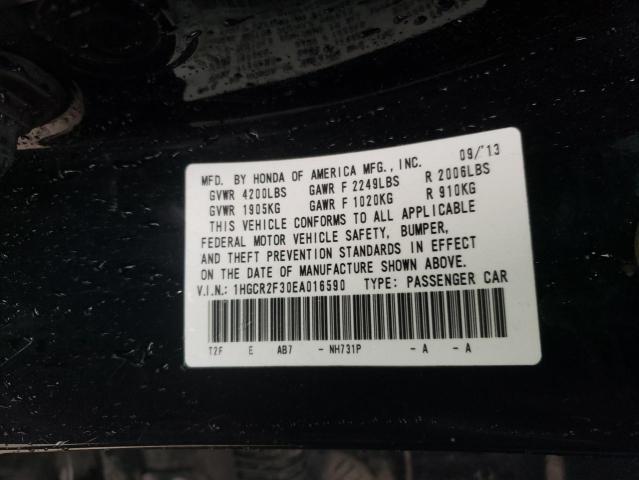 MFD. BY HONDA OF AMERICA MFG., INC. 09/'13
GVWR 4200LBS GAWR F 2249LBS R 2006LBS
GVWR 1905KG GAWR F 1020KG R 910KG
THIS VEHICLE CONFORMS TO ALL APPLICABLE
FEDERAL MOTOR VEHICLE SAFETY, BUMPER,
AND THEFT PREVENTION STANDARDS IN EFFECT
ON THE DATE OF MANUFACTURE SHOWN ABOVE.
V.I.N.: 1HGCR2F30EA016590 TYPE: PASSENGER CAR
T2F E AB7 - NH731P - A - A